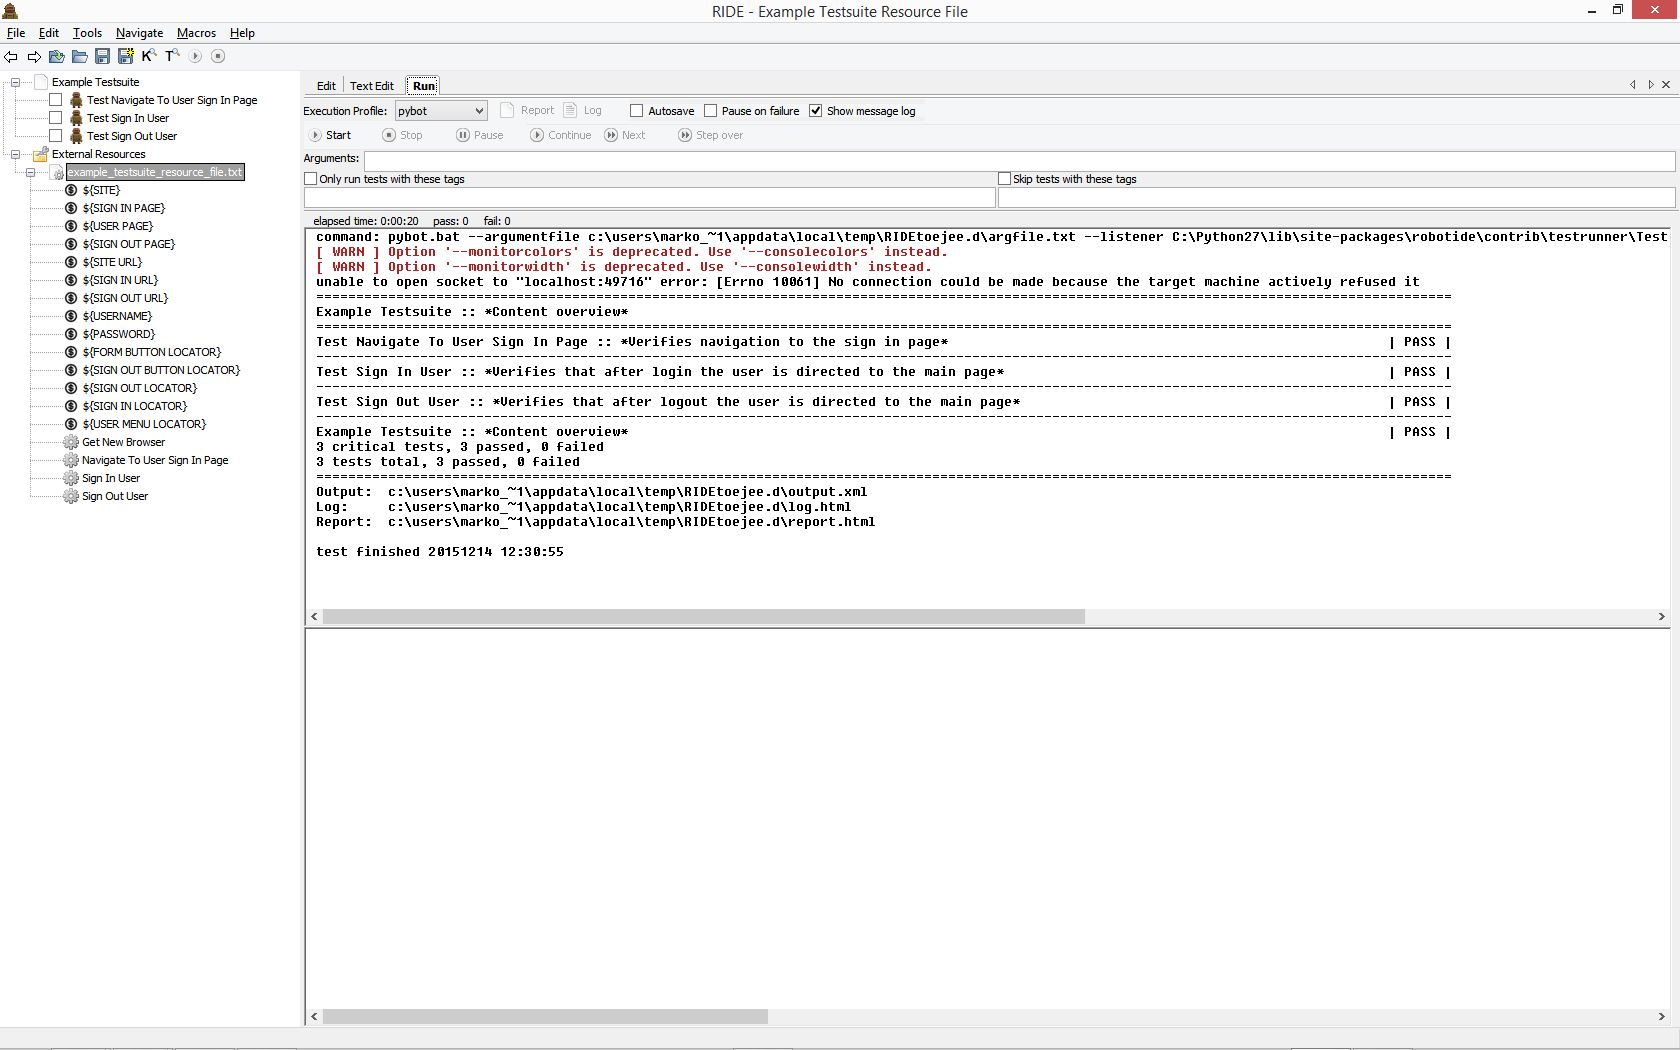 RIDE - Example Testsuite Resource File
File Edit Tools Navigate Macros Help
Example Testsuite
Test Navigate To User Sign In Page
Test Sign In User
Test Sign Out User
External Resources
example_testsuite_resource_file.txt
${SITE}
${SIGN IN PAGE}
${USER PAGE}
${SIGN OUT PAGE}
${SITE URL}
${SIGN IN URL}
${SIGN OUT URL}
${USERNAME}
${PASSWORD}
${FORM BUTTON LOCATOR}
${SIGN OUT BUTTON LOCATOR}
${SIGN OUT LOCATOR}
${SIGN IN LOCATOR}
${USER MENU LOCATOR}
Get New Browser
Navigate To User Sign In Page
Sign In User
Sign Out User
Edit Text Edit Run
Execution Profile: pybot Report Log Autosave Pause on failure Show message log
Start Stop Pause Continue Next Step over
Arguments:
Only run tests with these tags Skip tests with these tags
elapsed time: 0:00:20 pass: 0 fail: 0
command: pybot.bat --argumentfile c:\users\marko_~1\appdata\local\temp\RIDEtoejee.d\argfile.txt --listener C:\Python27\lib\site-packages\robotide\contrib\testrunner\Test
[ WARN ] Option '--monitorcolors' is deprecated. Use '--consolecolors' instead.
[ WARN ] Option '--monitorwidth' is deprecated. Use '--consolewidth' instead.
unable to open socket to "localhost:49716" error: [Errno 10061] No connection could be made because the target machine actively refused it
Example Testsuite :: *Content overview*
Test Navigate To User Sign In Page :: *Verifies navigation to the sign in page* | PASS |
Test Sign In User :: *Verifies that after login the user is directed to the main page* | PASS |
Test Sign Out User :: *Verifies that after logout the user is directed to the main page* | PASS |
Example Testsuite :: *Content overview* | PASS |
3 critical tests, 3 passed, 0 failed
3 tests total, 3 passed, 0 failed
Output: c:\users\marko_~1\appdata\local\temp\RIDEtoejee.d\output.xml
Log: c:\users\marko_~1\appdata\local\temp\RIDEtoejee.d\log.html
Report: c:\users\marko_~1\appdata\local\temp\RIDEtoejee.d\report.html
test finished 20151214 12:30:55